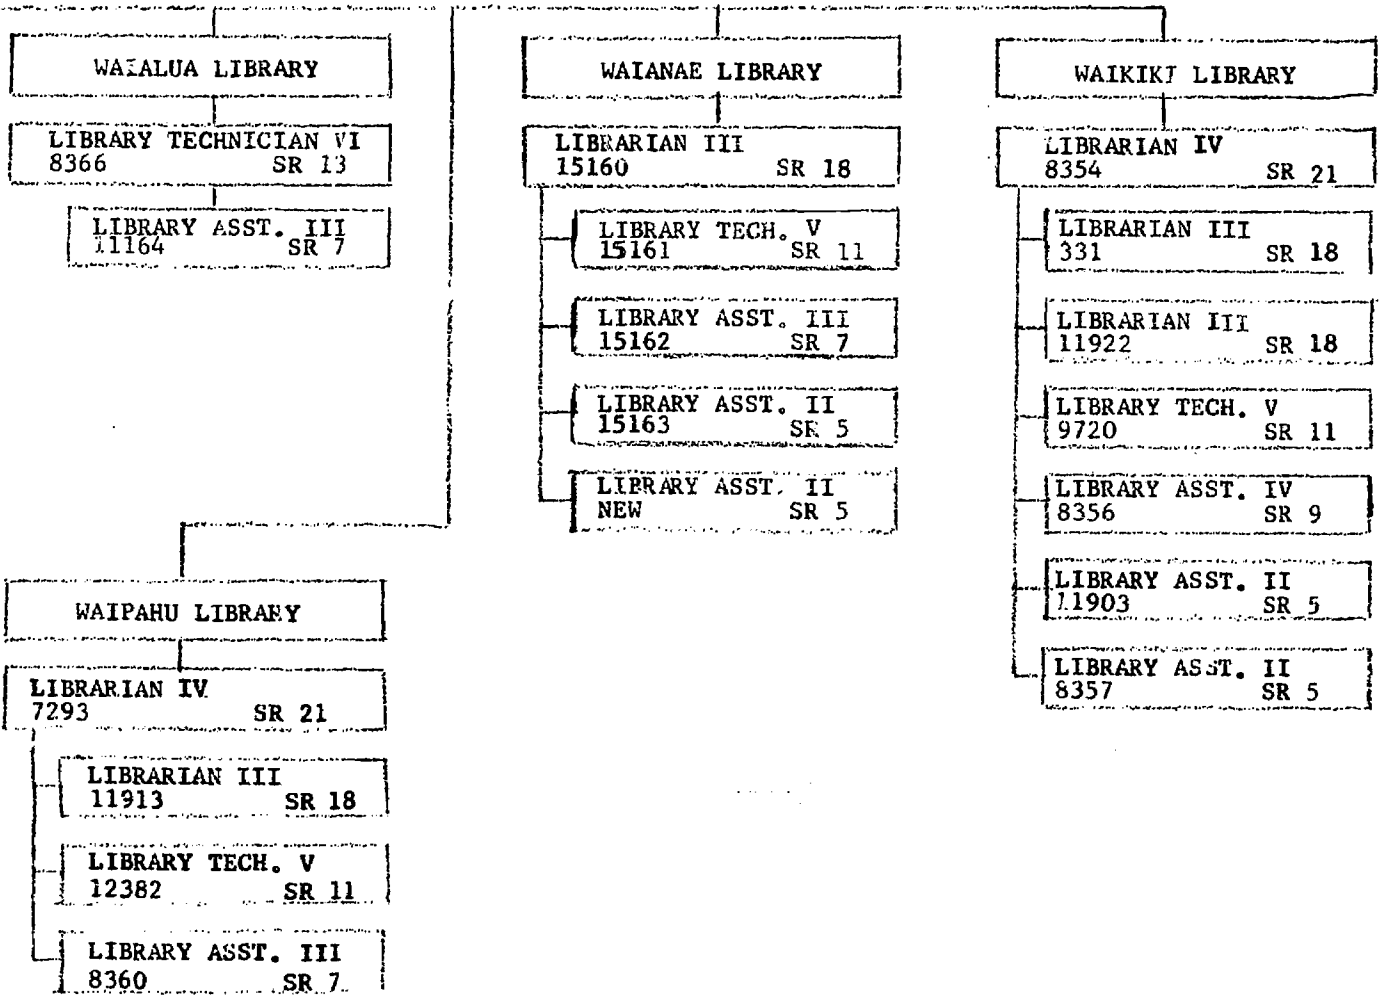 WAIALUA LIBRARY
LIBRARY TECHNICIAN VI
8366 SR 13
LIBRARY ASST. III
11164 SR 7
WAIANAE LIBRARY
LIBRARIAN III
15160 SR 18
LIBRARY TECH. V
15161 SR 11
LIBRARY ASST. III
15162 SR 7
LIBRARY ASST. II
15163 SR 5
LIBRARY ASST. II
NEW SR 5
WAIKIKI LIBRARY
LIBRARIAN IV
8354 SR 21
LIBRARIAN III
331 SR 18
LIBRARIAN III
11922 SR 18
LIBRARY TECH. V
9720 SR 11
LIBRARY ASST. IV
8356 SR 9
LIBRARY ASST. II
11903 SR 5
LIBRARY ASST. II
8357 SR 5
WAIPAHU LIBRARY
LIBRARIAN IV
7293 SR 21
LIBRARIAN III
11913 SR 18
LIBRARY TECH. V
12382 SR 11
LIBRARY ASST. III
8360 SR 7